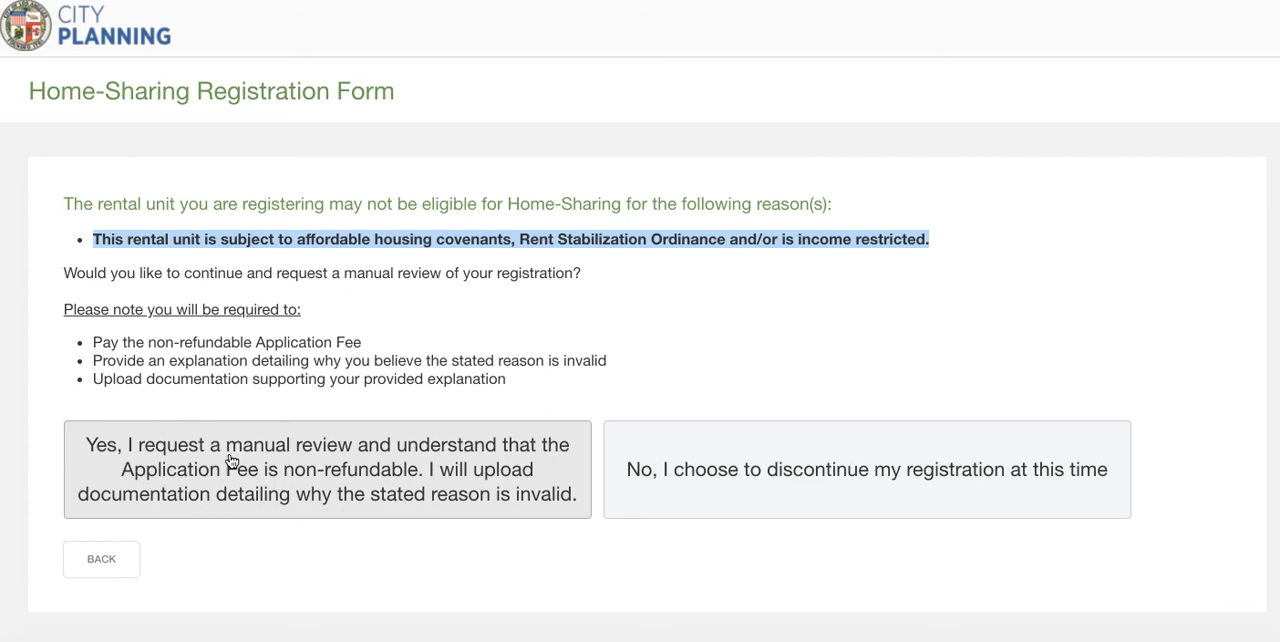 CITY
PLANNING
Home-Sharing Registration Form
The rental unit you are registering may not be eligible for Home-Sharing for the following reason(s):
• This rental unit is subject to affordable housing covenants, Rent Stabilization Ordinance and/or is income restricted.
Would you like to continue and request a manual review of your registration?
Please note you will be required to:
• Pay the non-refundable Application Fee
• Provide an explanation detailing why you believe the stated reason is invalid
• Upload documentation supporting your provided explanation
Yes, I request a manual review and understand that the
Application Fee is non-refundable. I will upload
documentation detailing why the stated reason is invalid.
No, I choose to discontinue my registration at this time
BACK